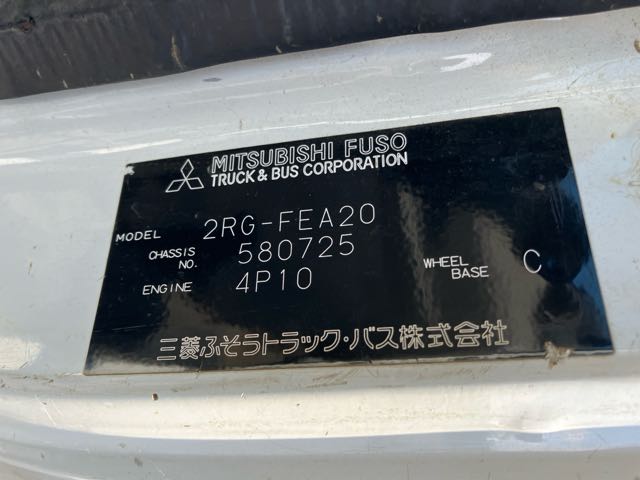 MITSUBISHI FUSO
TRUCK & BUS CORPORATION
MODEL 2RG-FEA20
CHASSIS NO. 580725
ENGINE 4P10
WHEEL BASE C
三菱ふそうトラック・バス株式会社